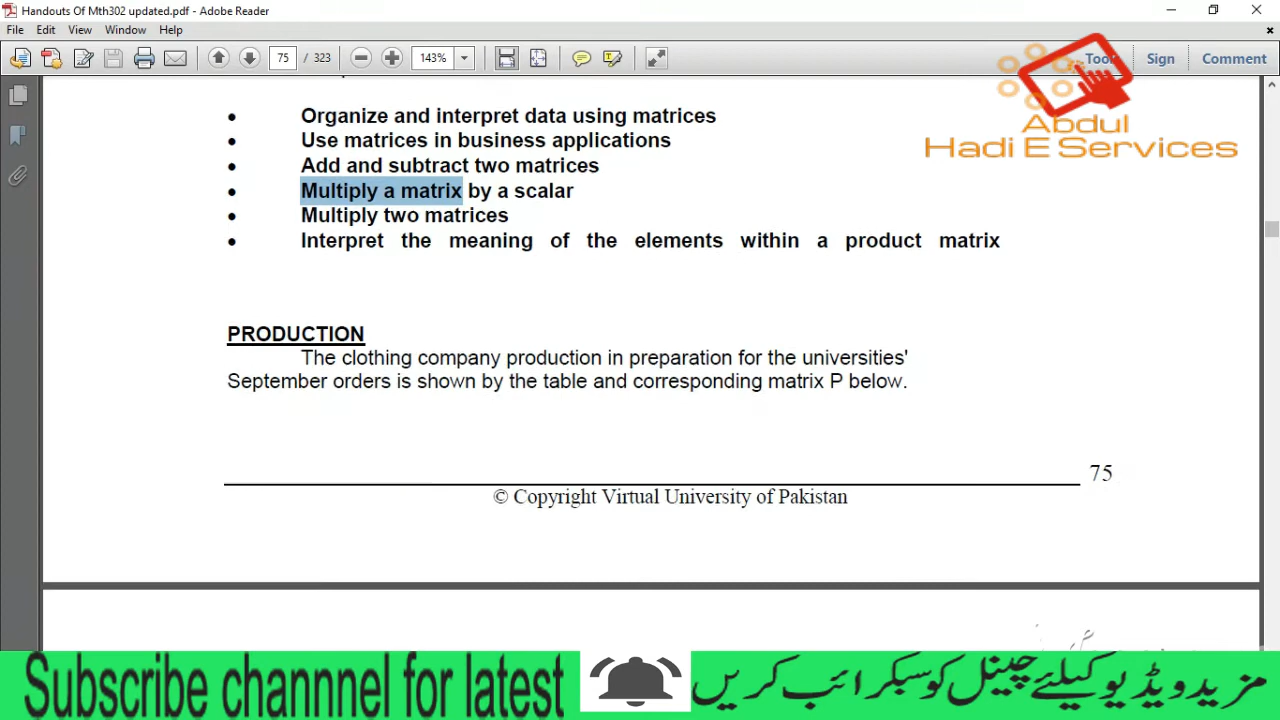 Handouts Of Mth302 updated.pdf - Adobe Reader
File Edit View Window Help
75 / 323 143% Sign Comment
Abdul
Hadi E Services
• Organize and interpret data using matrices
• Use matrices in business applications
• Add and subtract two matrices
• Multiply a matrix by a scalar
• Multiply two matrices
• Interpret the meaning of the elements within a product matrix
PRODUCTION
The clothing company production in preparation for the universities'
September orders is shown by the table and corresponding matrix P below.
75
© Copyright Virtual University of Pakistan
Subscribe channnel for latest
مزید ویڈیو کیلئے چینل کو سبکرائب کریں